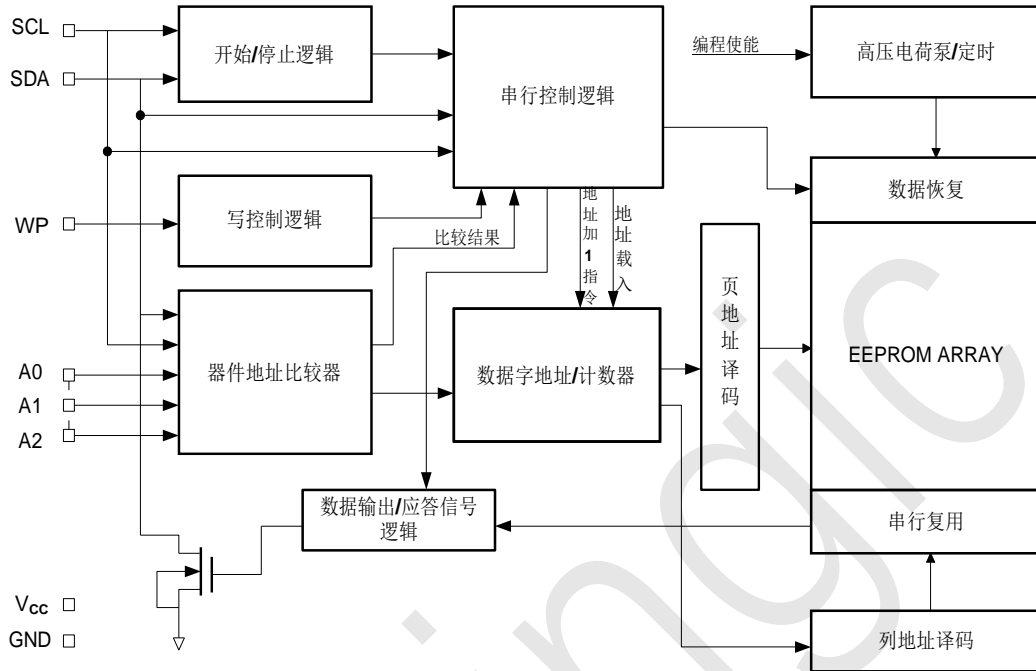 SCL
SDA
WP
A0
A1
A2
Vcc
GND
开始/停止逻辑
写控制逻辑
器件地址比较器
比较结果
串行控制逻辑
地址加1指令
地址载入
数据字地址/计数器
数据输出/应答信号
逻辑
页地址译码
编程使能
高压电荷泵/定时
数据恢复
EEPROM ARRAY
串行复用
列地址译码